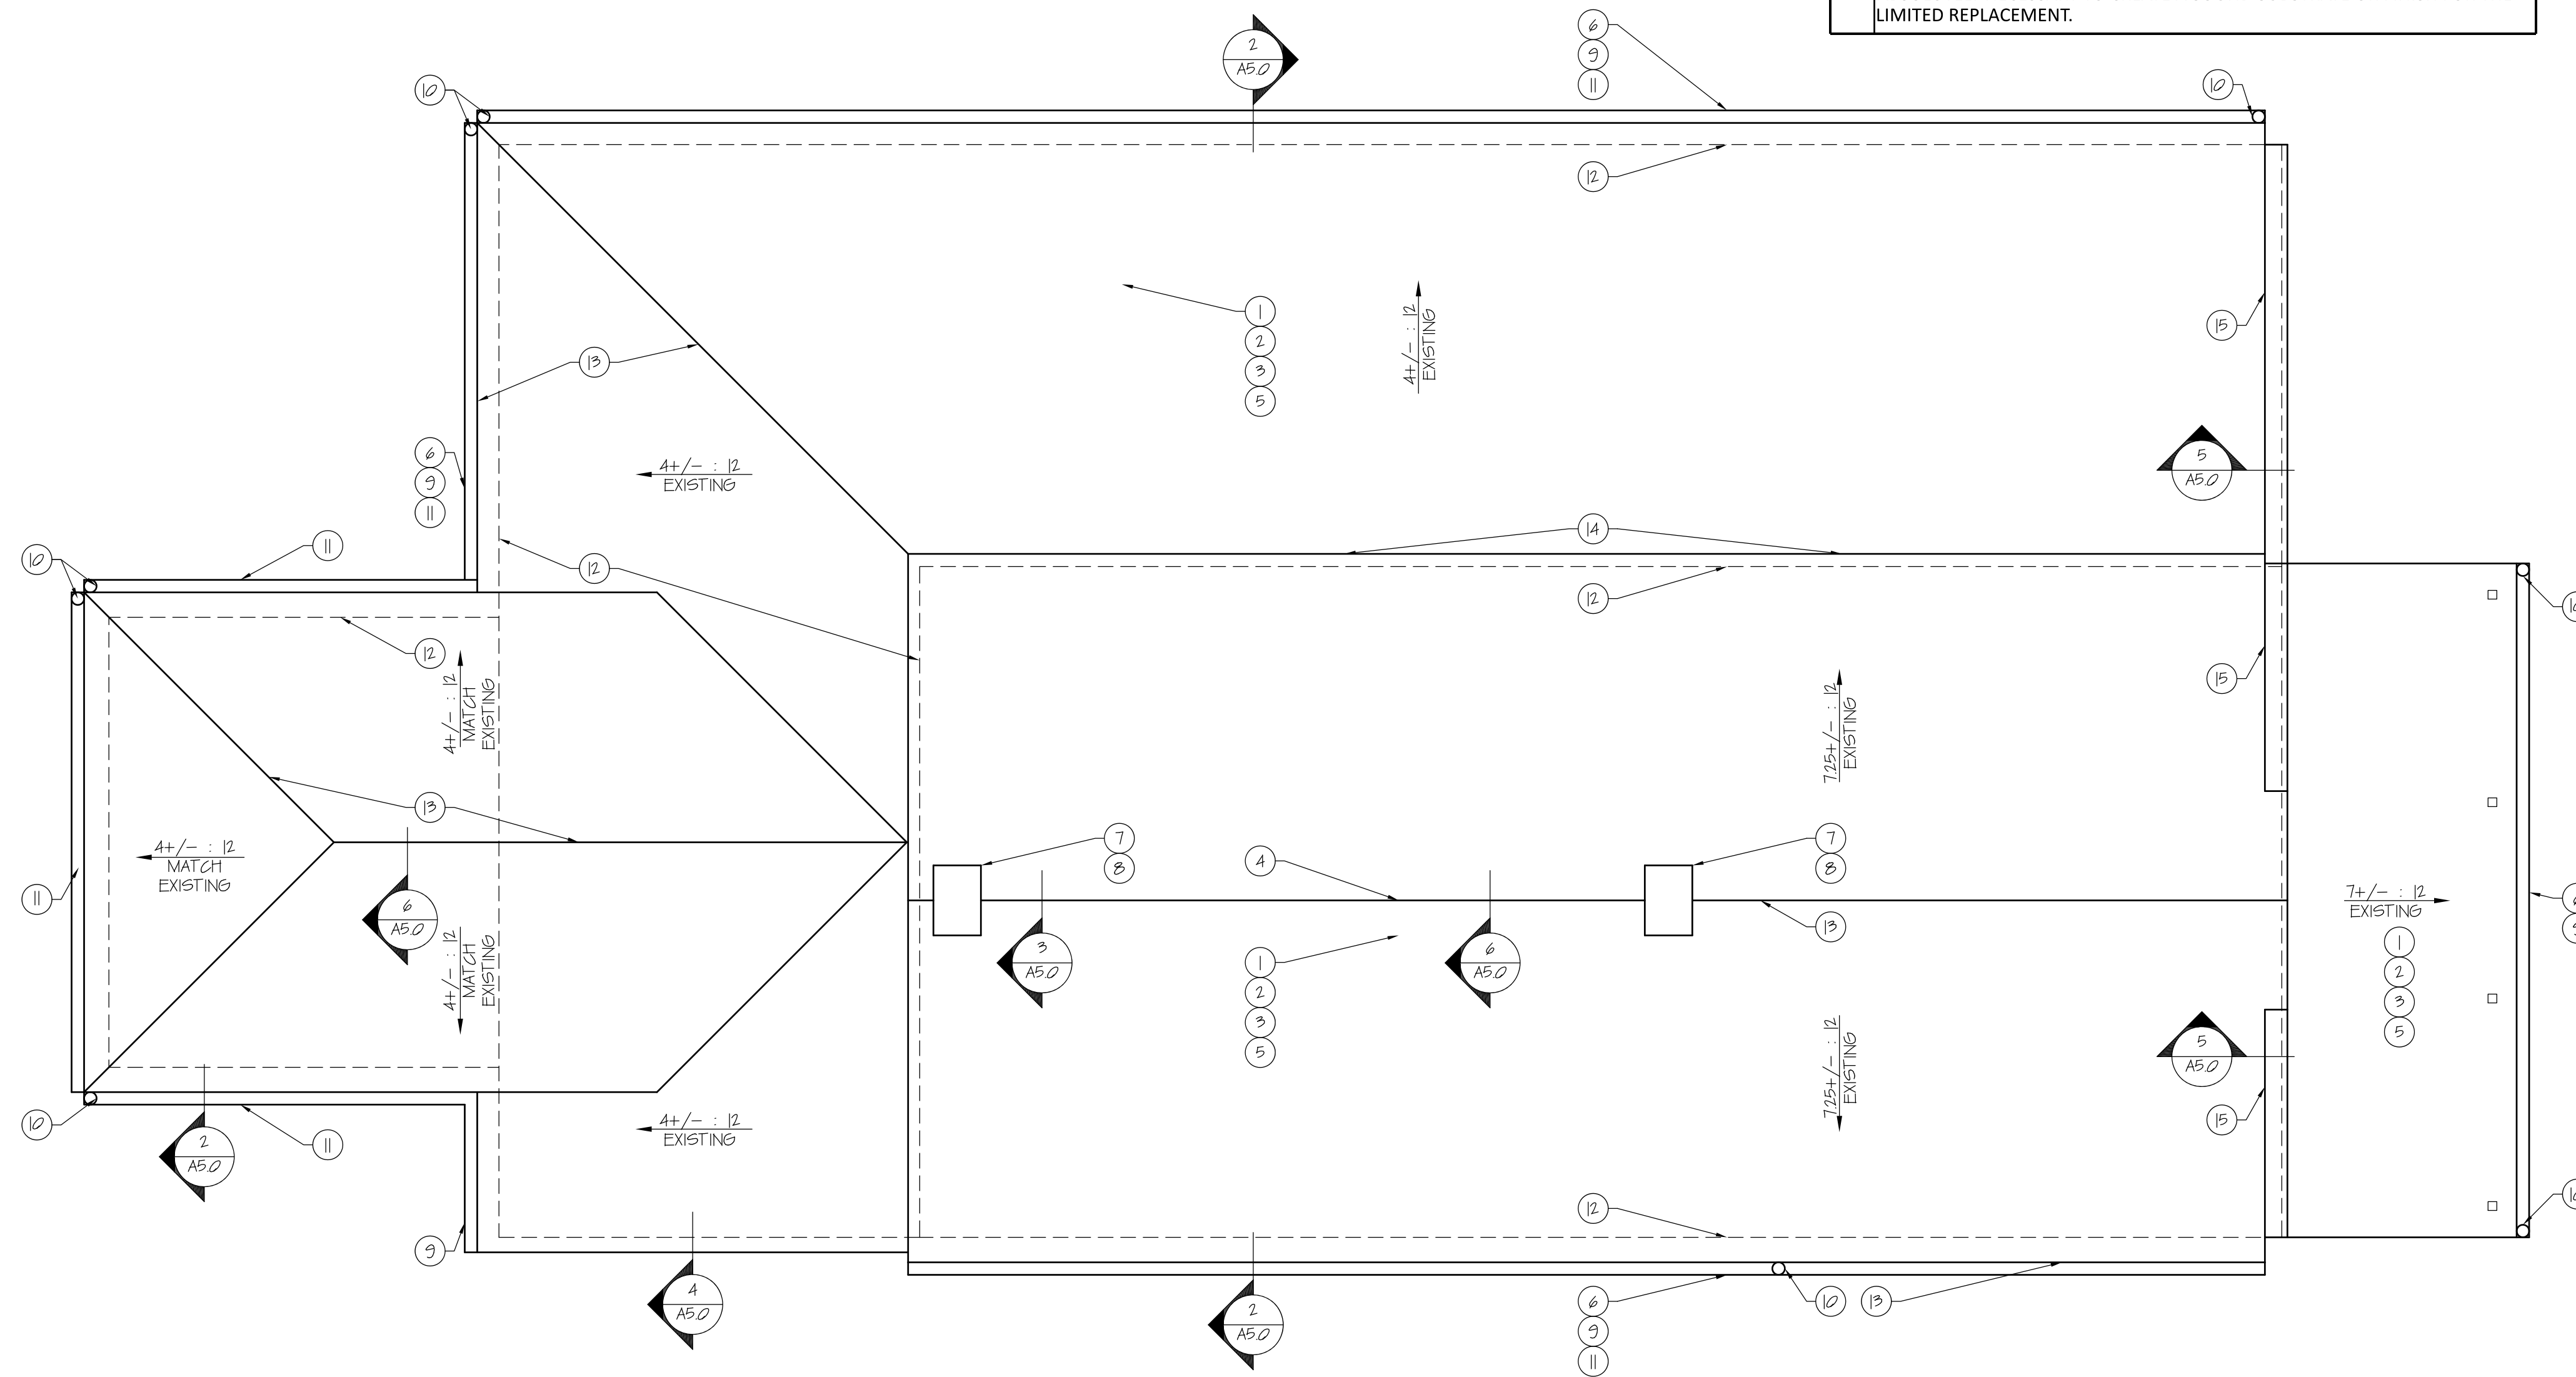 LIMITED REPLACEMENT.
2
A5.0
6
9
11
10
10
12
1
2
3
5
4+/- : 12
EXISTING
15
13
6
9
11
4+/- : 12
EXISTING
5
A5.0
14
11
10
12
12
12
4+/- : 12
MATCH
EXISTING
7.25+/- : 12
EXISTING
15
13
4+/- : 12
MATCH
EXISTING
11
6
A5.0
7
8
4
7
8
13
3
A5.0
6
A5.0
1
2
3
5
7+/- : 12
EXISTING
1
2
3
5
4+/- : 12
MATCH
EXISTING
7.25+/- : 12
EXISTING
5
A5.0
15
10
2
A5.0
11
4+/- : 12
EXISTING
9
12
4
A5.0
2
A5.0
6
9
11
10
13